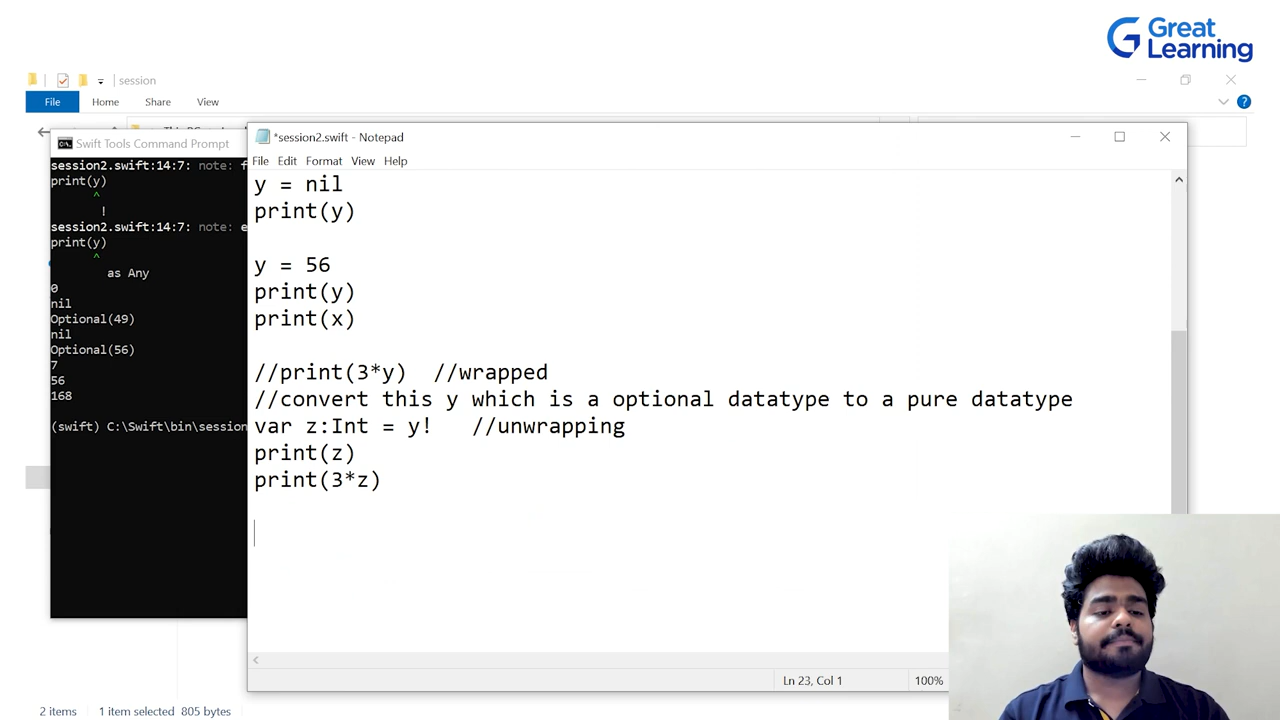 Great
Learning
session
File Home Share View
Swift Tools Command Prompt
session2.swift:14:7: note: f
print(y)
^
!
session2.swift:14:7: note: e
print(y)
^
as Any
0
nil
Optional(49)
nil
Optional(56)
7
56
168
(swift) C:\Swift\bin\session
*session2.swift - Notepad
File Edit Format View Help
y = nil
print(y)
y = 56
print(y)
print(x)
//print(3*y) //wrapped
//convert this y which is a optional datatype to a pure datatype
var z:Int = y! //unwrapping
print(z)
print(3*z)
Ln 23, Col 1 100%
2 items 1 item selected 805 bytes